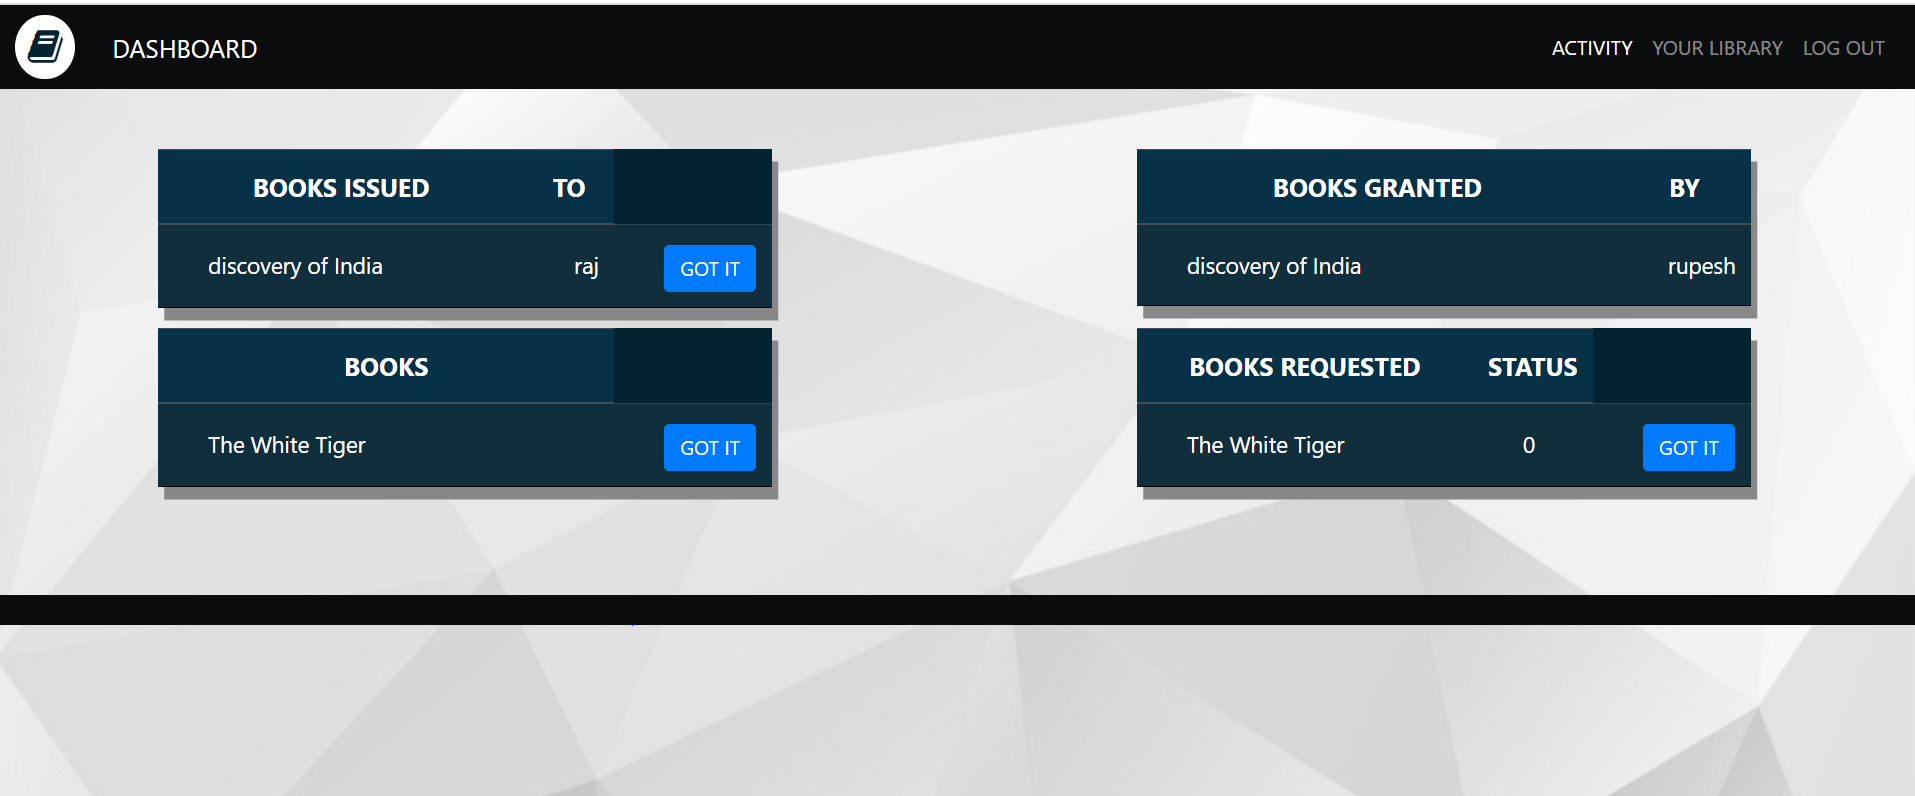 DASHBOARD ACTIVITY YOUR LIBRARY LOG OUT
BOOKS ISSUED TO
discovery of India raj GOT IT
BOOKS
The White Tiger GOT IT
BOOKS GRANTED BY
discovery of India rupesh
BOOKS REQUESTED STATUS
The White Tiger 0 GOT IT